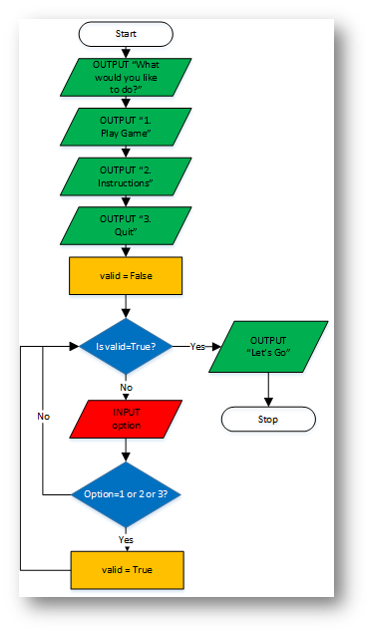 Start
OUTPUT "What
would you like
to do?"
OUTPUT "1.
Play Game"
OUTPUT "2.
Instructions"
OUTPUT "3.
Quit"
valid = False
Is valid=True?
Yes
OUTPUT
"Let's Go"
No
INPUT
option
Stop
No
Option=1 or 2 or 3?
Yes
valid = True